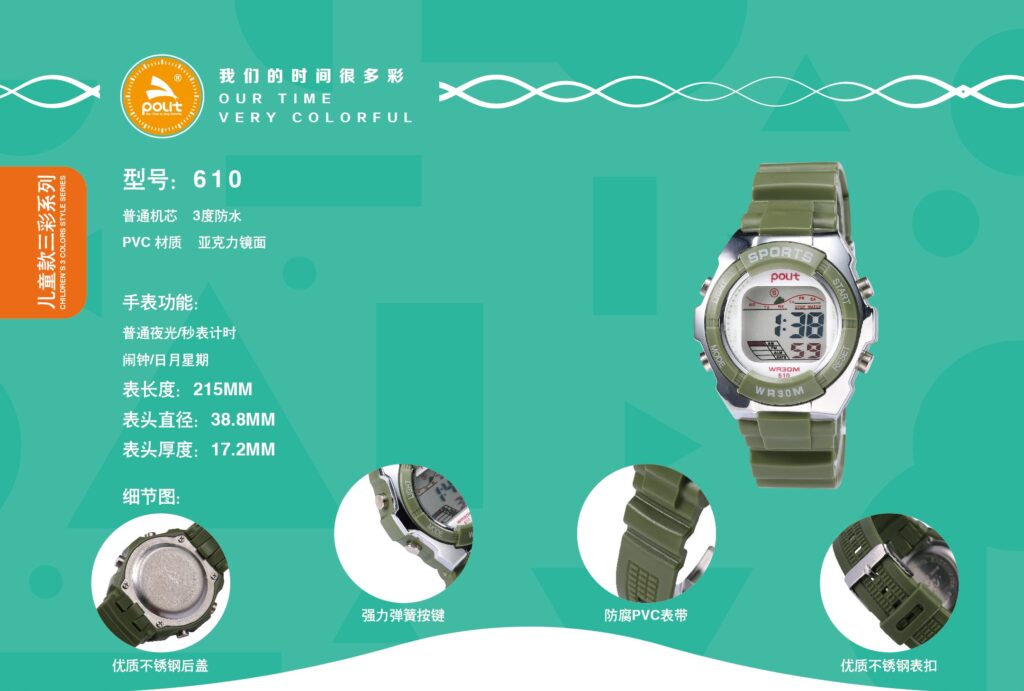 polit
®
我们的时间很多彩
OUR TIME
VERY COLORFUL
儿童款三彩系列
CHILDREN'S 3 COLORS STYLE SERIES
型号：610
普通机芯 3度防水
PVC 材质 亚克力镜面
手表功能：
普通夜光/秒表计时
闹钟/日月星期
表长度：215MM
表头直径：38.8MM
表头厚度：17.2MM
细节图：
SPORTS
LIGHT
START
polit
1:38
59
MODE
RESET
WR30M
610
WR30M
优质不锈钢后盖
强力弹簧按键
防腐PVC表带
优质不锈钢表扣